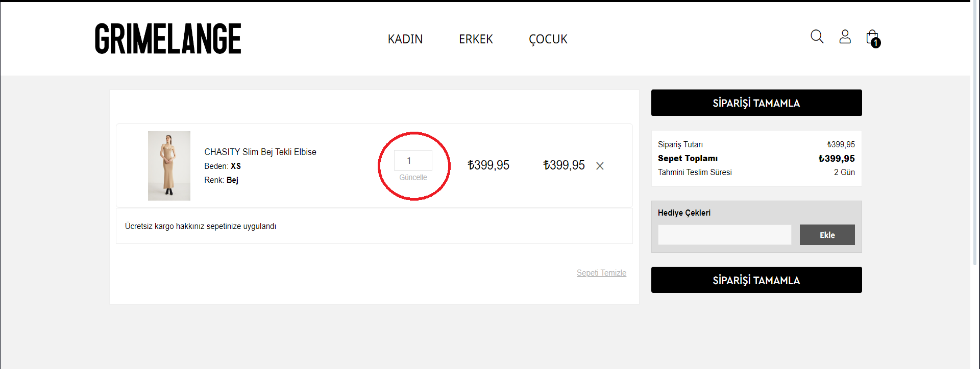 GRIMELANGE
KADIN ERKEK ÇOCUK
1
SİPARİŞİ TAMAMLA
CHASITY Slim Bej Tekli Elbise
Beden: XS
Renk: Bej
1
Güncelle
₺399,95 ₺399,95 ×
Sipariş Tutarı ₺399,95
Sepet Toplamı ₺399,95
Tahmini Teslim Süresi 2 Gün
Ücretsiz kargo hakkınız sepetinize uygulandı
Hediye Çekleri
Ekle
Sepeti Temizle
SİPARİŞİ TAMAMLA